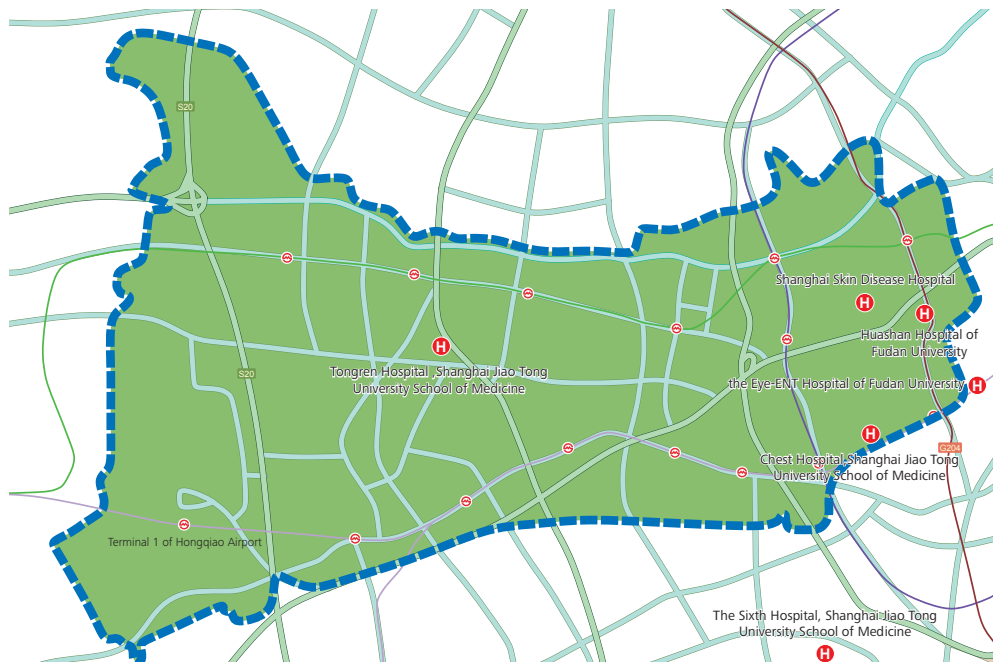 S20
Shanghai Skin Disease Hospital
H
H
Huashan Hospital of
Fudan University
H
Tongren Hospital ,Shanghai Jiao Tong
University School of Medicine
S20
the Eye-ENT Hospital of Fudan University
H
H
G204
Chest Hospital,Shanghai Jiao Tong
University School of Medicine
Terminal 1 of Hongqiao Airport
The Sixth Hospital, Shanghai Jiao Tong
University School of Medicine
H